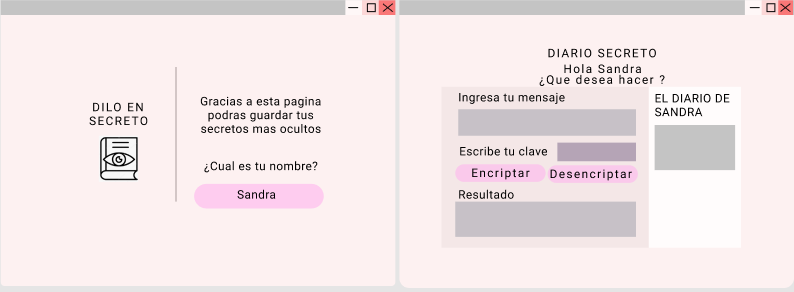 DILO EN
SECRETO
Gracias a esta pagina
podras guardar tus
secretos mas ocultos
¿Cual es tu nombre?
Sandra
DIARIO SECRETO
Hola Sandra
¿Que desea hacer ?
Ingresa tu mensaje
Escribe tu clave
Encriptar
Desencriptar
Resultado
EL DIARIO DE
SANDRA